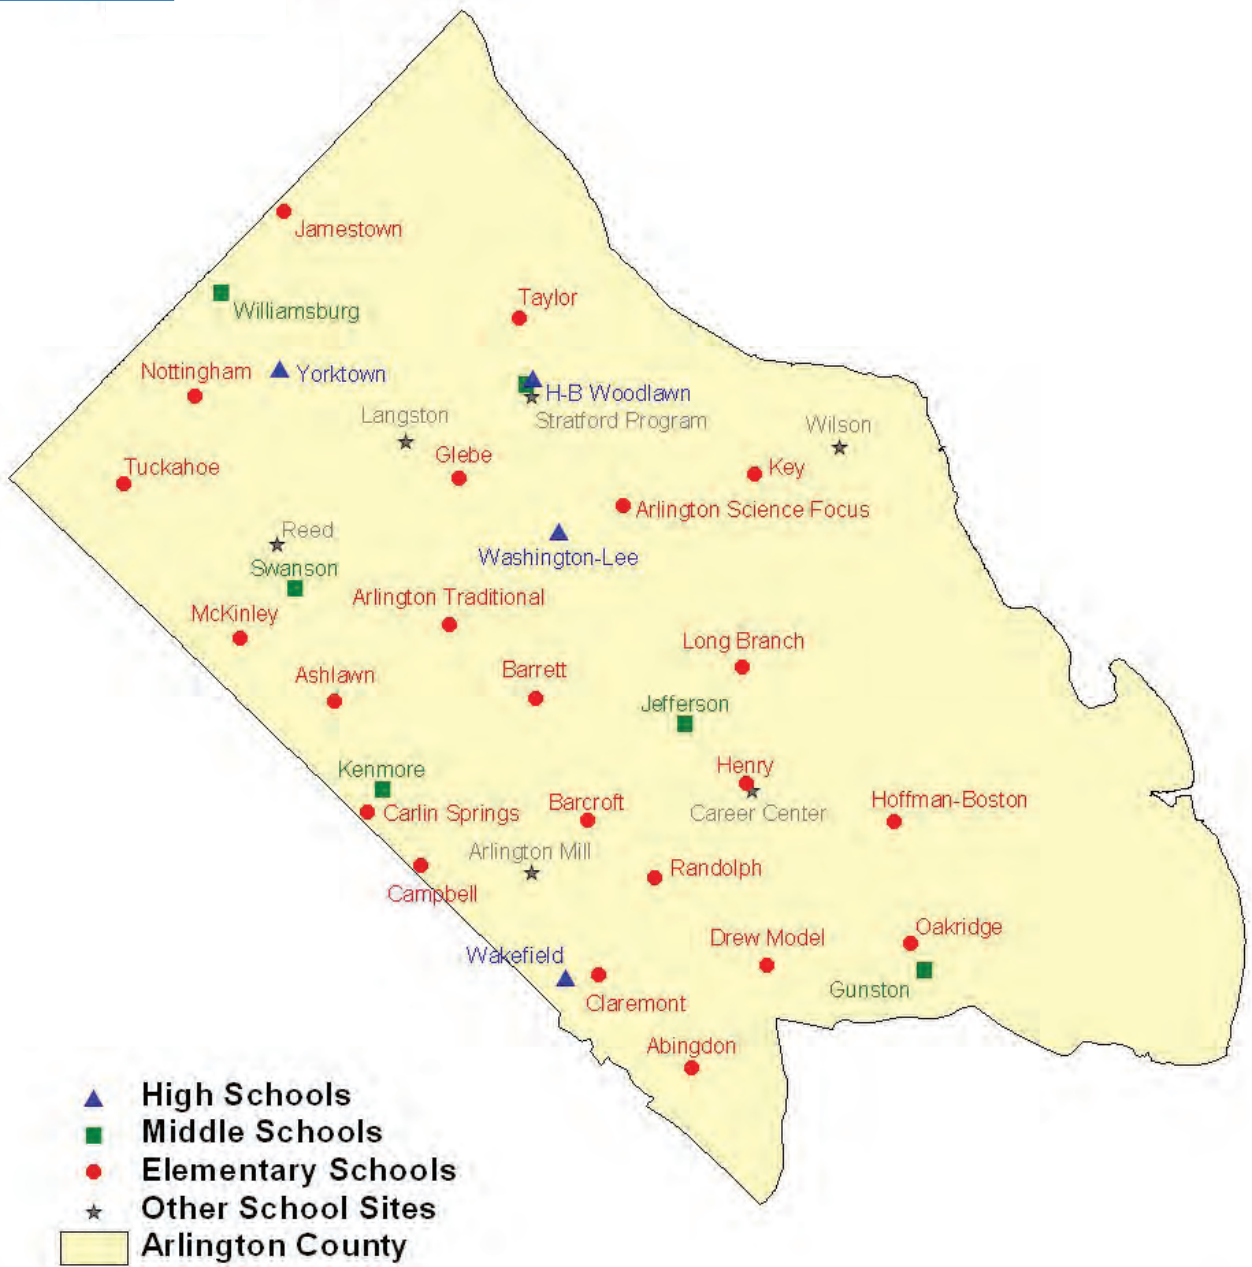 Jamestown
Taylor
Williamsburg
Nottingham
Yorktown
H-B Woodlawn
Langston
Stratford Program
Wilson
Glebe
Tuckahoe
Key
Arlington Science Focus
Reed
Washington-Lee
Swanson
Arlington Traditional
McKinley
Long Branch
Barrett
Ashlawn
Jefferson
Henry
Kenmore
Hoffman-Boston
Barcroft
Carlin Springs
Career Center
Arlington Mill
Randolph
Campbell
Oakridge
Drew Model
Wakefield
Gunston
Claremont
Abingdon
High Schools
Middle Schools
Elementary Schools
Other School Sites
Arlington County